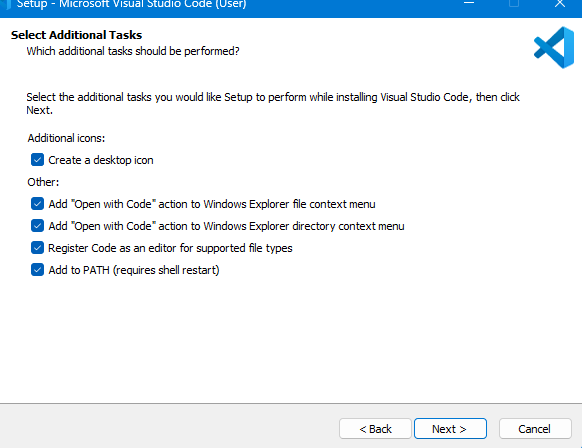 Setup - Microsoft Visual Studio Code (User)
Select Additional Tasks
Which additional tasks should be performed?
Select the additional tasks you would like Setup to perform while installing Visual Studio Code, then click
Next.
Additional icons:
Create a desktop icon
Other:
Add "Open with Code" action to Windows Explorer file context menu
Add "Open with Code" action to Windows Explorer directory context menu
Register Code as an editor for supported file types
Add to PATH (requires shell restart)
< Back
Next >
Cancel